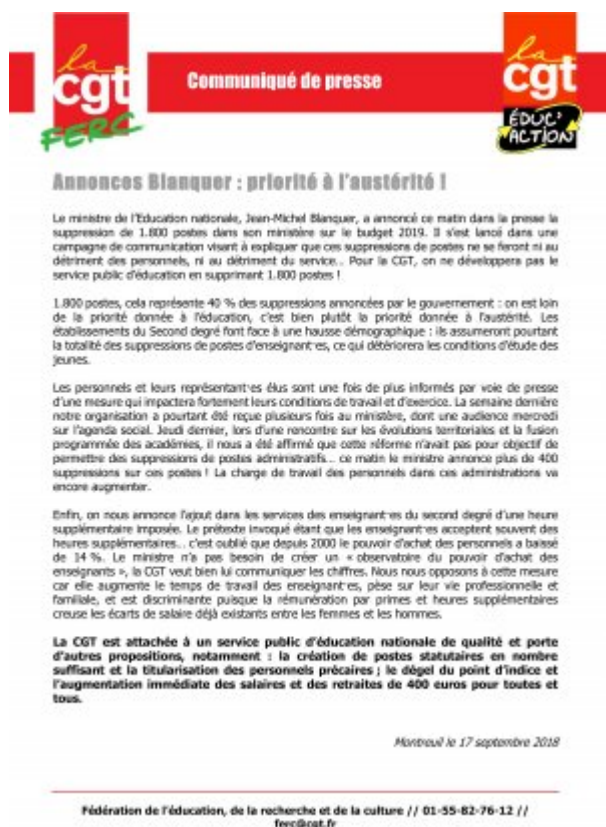 la
cgt
FERC
Communiqué de presse
la
cgt
ÉDUC'
ACTION
Annonces Blanquer : priorité à l'austérité !
Le ministre de l'Education nationale, Jean-Michel Blanquer, a annoncé ce matin dans la presse la
suppression de 1.800 postes dans son ministère sur le budget 2019. Il s'est lancé dans une
campagne de communication visant à expliquer que ces suppressions de postes ne se feront ni au
détriment des personnels, ni au détriment du service.. Pour la CGT, on ne développera pas le
service public d'éducation en supprimant 1.800 postes !
1.800 postes, cela représente 40 % des suppressions annoncées par le gouvernement : on est loin
de la priorité donnée à l'éducation, c'est bien plutôt la priorité donnée à l'austérité. Les
établissements du Second degré font face à une hausse démographique : ils assumeront pourtant
la totalité des suppressions de postes d'enseignant·es, ce qui détériorera les conditions d'étude des
jeunes.
Les personnels et leurs représentant·es élus sont une fois de plus informés par voie de presse
d'une mesure qui impactera fortement leurs conditions de travail et d'exercice. La semaine dernière
notre organisation a pourtant été reçue plusieurs fois au ministère, dont une audience mercredi
sur l'agenda social. Jeudi dernier, lors d'une rencontre sur les évolutions territoriales et la fusion
programmée des académies, il nous a été affirmé que cette réforme n'avait pas pour objectif de
permettre des suppressions de postes administratifs... ce matin le ministre annonce plus de 400
suppressions sur ces postes ! La charge de travail des personnels dans ces administrations va
encore augmenter.
Enfin, on nous annonce l'ajout dans les services des enseignant·es du second degré d'une heure
supplémentaire imposée. Le prétexte invoqué étant que les enseignant·es acceptent souvent des
heures supplémentaires... c'est oublié que depuis 2000 le pouvoir d'achat des personnels a baissé
de 14 %. Le ministre n'a pas besoin de créer un « observatoire du pouvoir d'achat des
enseignants », la CGT veut bien lui communiquer les chiffres. Nous nous opposons à cette mesure
car elle augmente le temps de travail des enseignant·es, pèse sur leur vie professionnelle et
familiale, et est discriminante puisque la rémunération par primes et heures supplémentaires
creuse les écarts de salaire déjà existants entre les femmes et les hommes.
La CGT est attachée à un service public d'éducation nationale de qualité et porte
d'autres propositions, notamment : la création de postes statutaires en nombre
suffisant et la titularisation des personnels précaires ; le dégel du point d'indice et
l'augmentation immédiate des salaires et des retraites de 400 euros pour toutes et
tous.
Montreuil le 17 septembre 2018
Fédération de l'éducation, de la recherche et de la culture // 01-55-82-76-12 //
ferc@cgt.fr